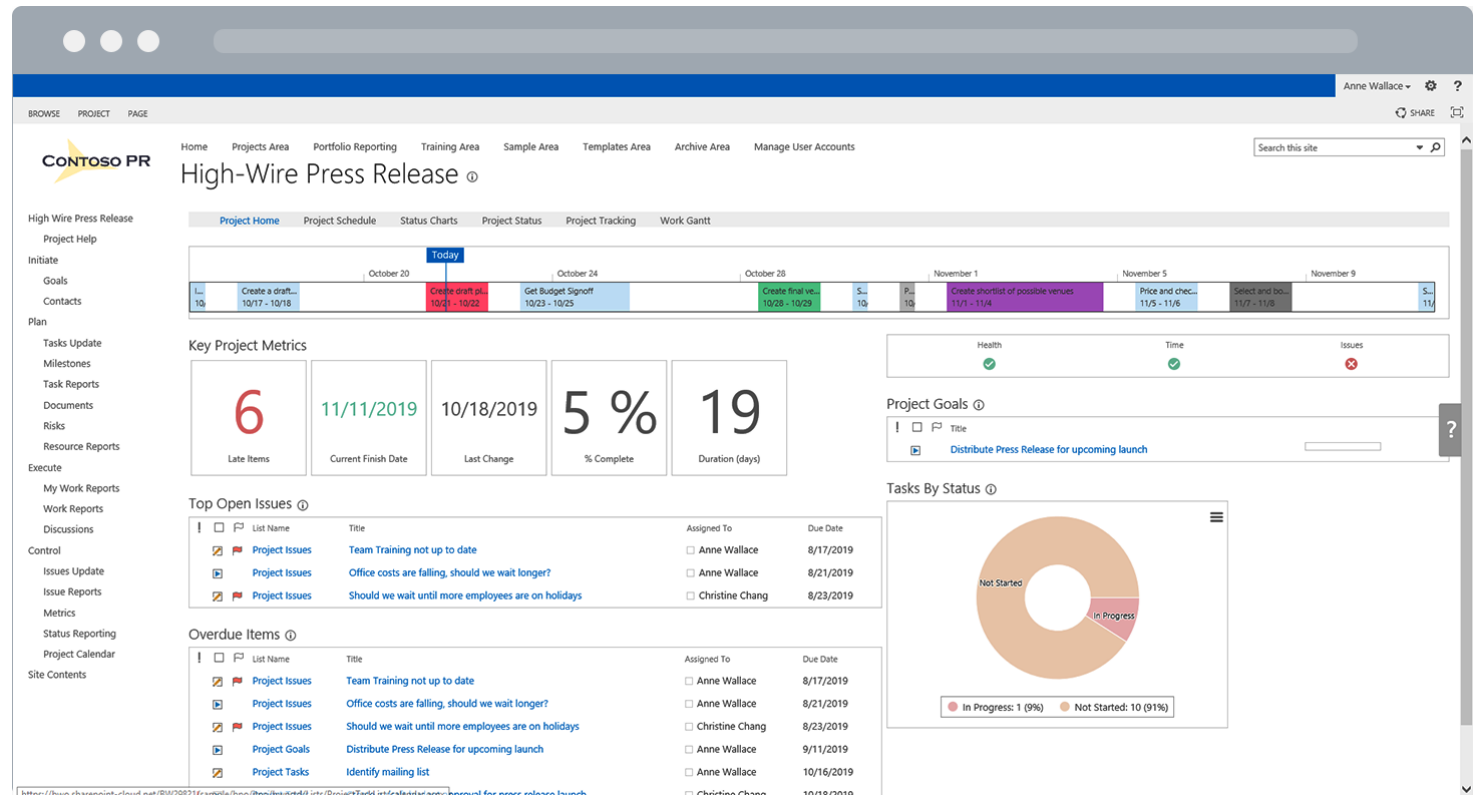 Anne Wallace
?
BROWSE PROJECT PAGE
SHARE
CONTOSO PR
Home Projects Area Portfolio Reporting Training Area Sample Area Templates Area Archive Area Manage User Accounts
Search this site
High-Wire Press Release
High Wire Press Release
Project Help
Initiate
Goals
Contacts
Plan
Tasks Update
Milestones
Task Reports
Documents
Risks
Resource Reports
Execute
My Work Reports
Work Reports
Discussions
Control
Issues Update
Issue Reports
Metrics
Status Reporting
Project Calendar
Site Contents
Project Home Project Schedule Status Charts Project Status Project Tracking Work Gantt
Today
October 20 October 24 October 28 November 1 November 5 November 9
I... Create a draft... Create draft pl... Get Budget Signoff Create final ve... S... P... Create shortlist of possible venues Price and chec... Select and bo... S...
10/ 10/17 - 10/18 10/21 - 10/22 10/23 - 10/25 10/28 - 10/29 10/ 10/ 11/1 - 11/4 11/5 - 11/6 11/7 - 11/8 11/
Key Project Metrics
6 11/11/2019 10/18/2019 5 % 19
Late Items Current Finish Date Last Change % Complete Duration (days)
Health Time Issues
Project Goals
! Title
Distribute Press Release for upcoming launch
?
Top Open Issues
! List Name Title Assigned To Due Date
Project Issues Team Training not up to date Anne Wallace 8/17/2019
Project Issues Office costs are falling, should we wait longer? Anne Wallace 8/21/2019
Project Issues Should we wait until more employees are on holidays Christine Chang 8/23/2019
Tasks By Status
Not Started
In Progress
In Progress: 1 (9%) Not Started: 10 (91%)
Overdue Items
! List Name Title Assigned To Due Date
Project Issues Team Training not up to date Anne Wallace 8/17/2019
Project Issues Office costs are falling, should we wait longer? Anne Wallace 8/21/2019
Project Issues Should we wait until more employees are on holidays Christine Chang 8/23/2019
Project Goals Distribute Press Release for upcoming launch Anne Wallace 9/11/2019
Project Tasks Identify mailing list Anne Wallace 10/16/2019
approval for press release launch Christine Chang 10/18/2019